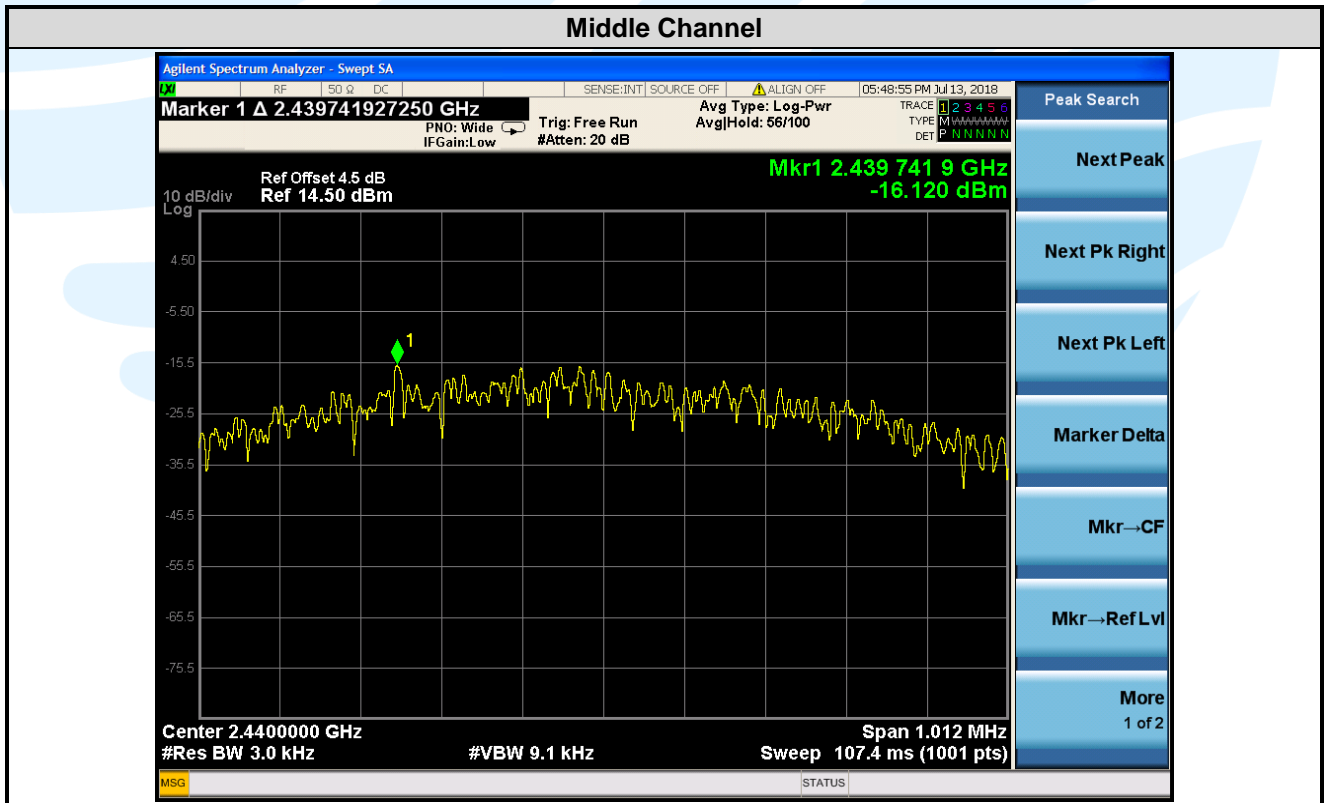 Middle Channel
Agilent Spectrum Analyzer - Swept SA
LXI RF 50 Ω DC SENSE:INT SOURCE OFF ALIGN OFF 05:48:55 PM Jul 13, 2018
Marker 1 Δ 2.439741927250 GHz
PNO: Wide
IFGain:Low
Trig: Free Run
#Atten: 20 dB
Avg Type: Log-Pwr
Avg|Hold: 56/100
TRACE 1 2 3 4 5 6
TYPE M WWWWW
DET P N N N N N
Mkr1 2.439 741 9 GHz
-16.120 dBm
Ref Offset 4.5 dB
10 dB/div Ref 14.50 dBm
Log
4.50
-5.50
-15.5
-25.5
-35.5
-45.5
-55.5
-65.5
-75.5
1
Center 2.4400000 GHz Span 1.012 MHz
#Res BW 3.0 kHz #VBW 9.1 kHz Sweep 107.4 ms (1001 pts)
MSG STATUS
Peak Search
Next Peak
Next Pk Right
Next Pk Left
Marker Delta
Mkr→CF
Mkr→Ref Lvl
More
1 of 2